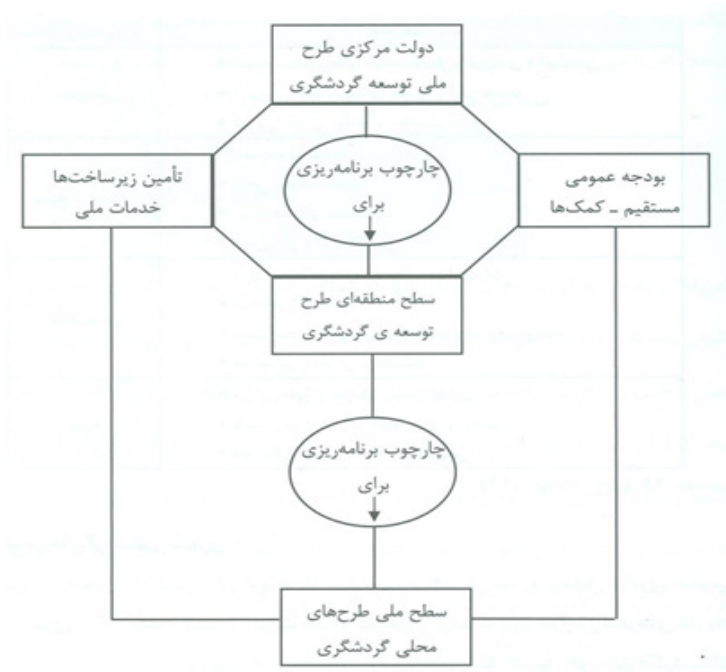 دولت مرکزی طرح
ملی توسعه گردشگری
چارچوب برنامه‌ریزی
برای
بودجه عمومی
مستقیم ـ کمک‌ها
تأمین زیرساخت‌ها
خدمات ملی
سطح منطقه‌ای طرح
توسعه ی گردشگری
چارچوب برنامه‌ریزی
برای
سطح ملی طرح‌های
محلی گردشگری